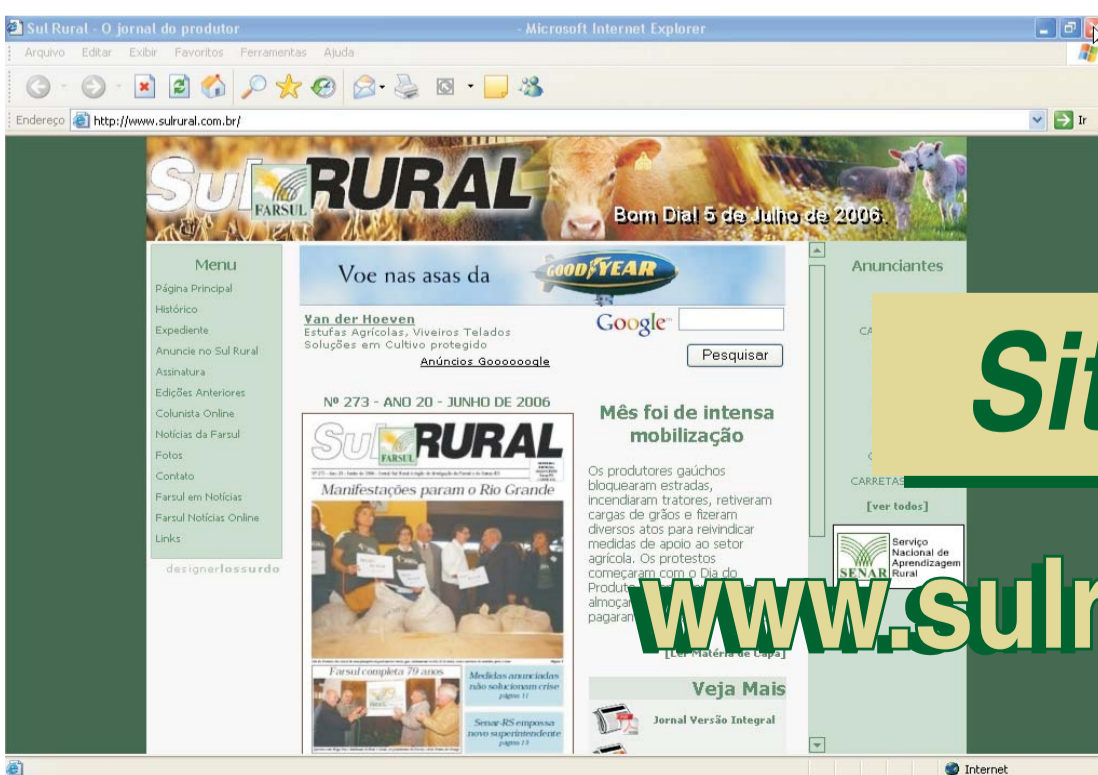 Sul Rural - O jornal do produtor - Microsoft Internet Explorer
Arquivo Editar Exibir Favoritos Ferramentas Ajuda
Endereço http://www.sulrural.com.br/ Ir
Sul RURAL
FARSUL
Bom Dia! 5 de Julho de 2006.
Menu
Página Principal
Histórico
Expediente
Anuncie no Sul Rural
Assinatura
Edições Anteriores
Colunista Online
Notícias da Farsul
Fotos
Contato
Farsul em Notícias
Farsul Notícias Online
Links
designerlossurdo
Voe nas asas da GOODYEAR
Van der Hoeven
Estufas Agrícolas, Viveiros Telados
Soluções em Cultivo protegido
Anúncios Goooooogle
Google
Pesquisar
Nº 273 - ANO 20 - JUNHO DE 2006
Sul RURAL
FARSUL
Manifestações param o Rio Grande
Farsul completa 79 anos
Medidas anunciadas
não solucionam crise
página 11
Senar-RS empossa
novo superintendente
página 15
Mês foi de intensa
mobilização
Os produtores gaúchos
bloquearam estradas,
incendiaram tratores, retiveram
cargas de grãos e fizeram
diversos atos para reivindicar
medidas de apoio ao setor
agrícola. Os protestos
começaram com o Dia do
Produto
almoça
pagaram
[Ler Matéria de Capa]
Veja Mais
Jornal Versão Integral
Anunciantes
CA
CARRETAS
[ver todos]
SENAR
Serviço
Nacional de
Aprendizagem
Rural
Sit
www.sulr
Internet